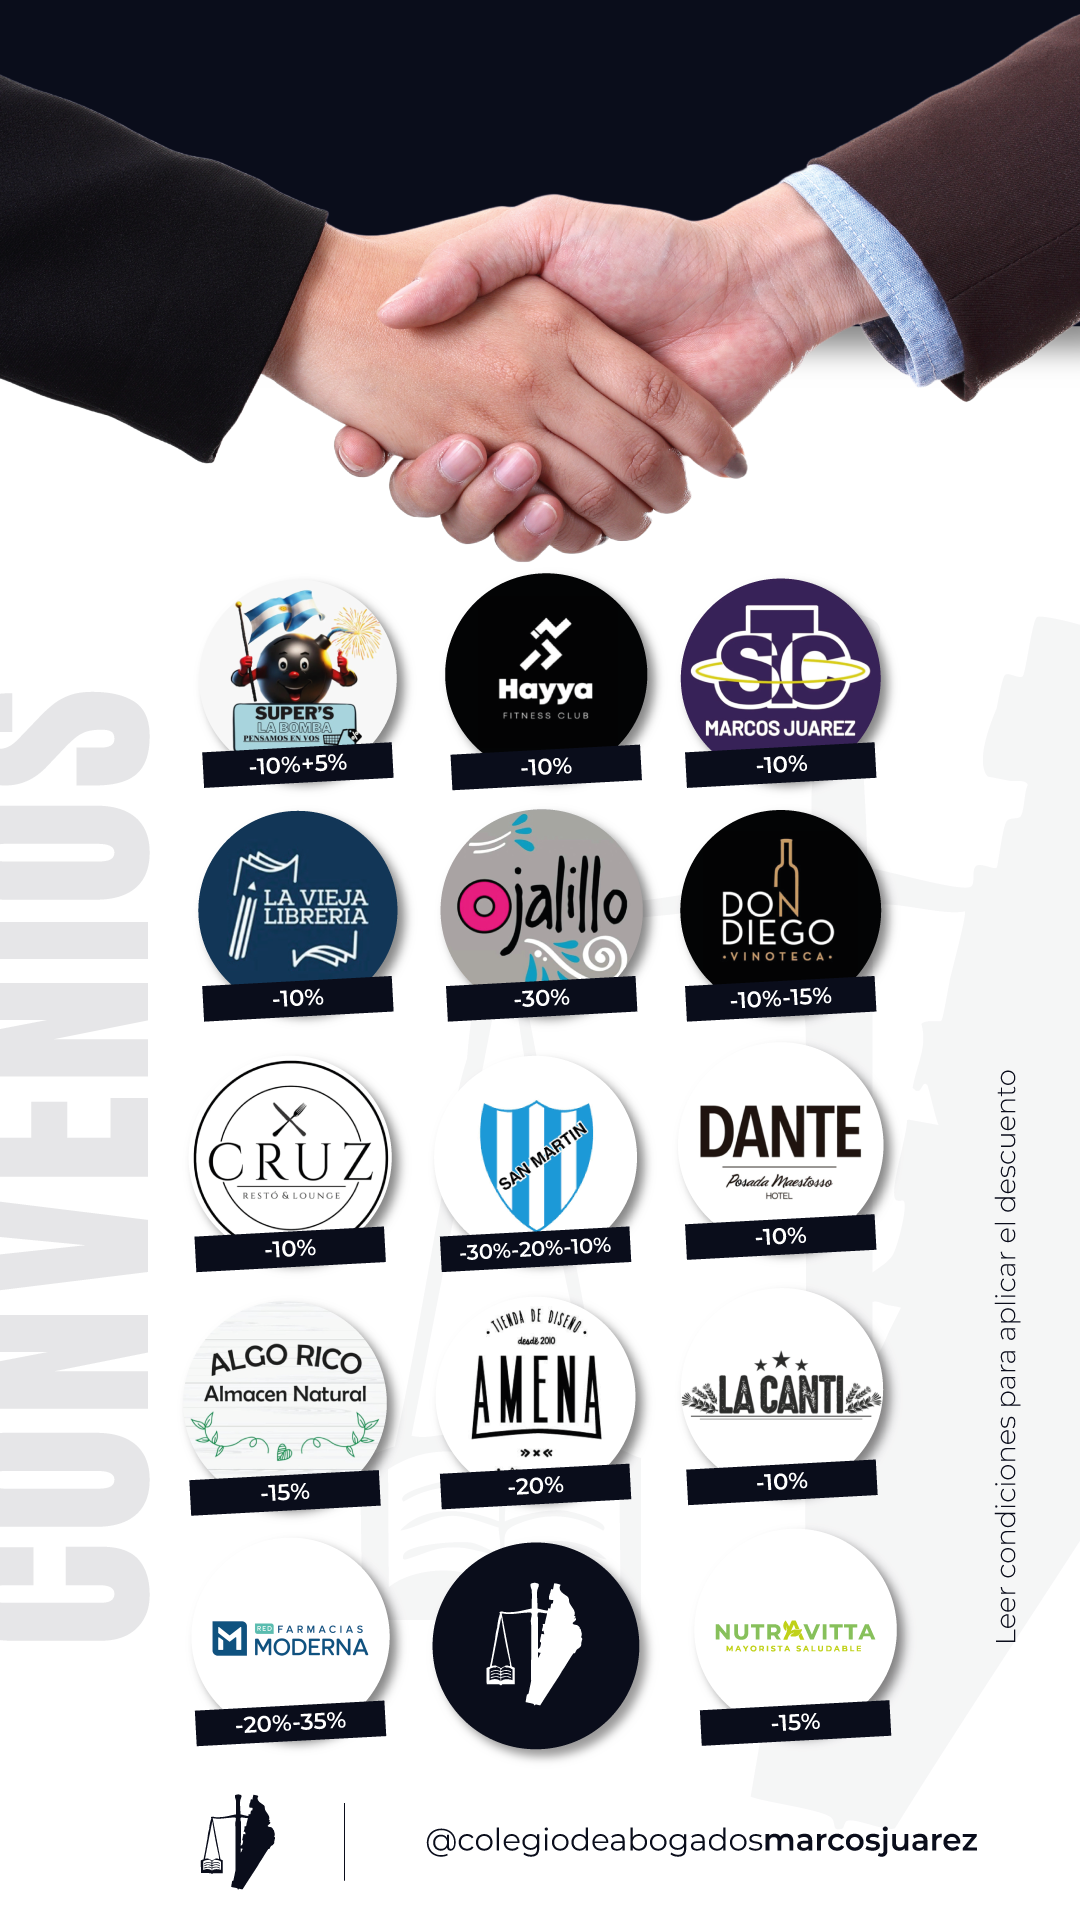 CONVENIOS
SUPER'S
LA BOMBA
PENSAMOS EN VOS
-10%+5%
Hayya
FITNESS CLUB
-10%
STC
MARCOS JUAREZ
-10%
LA VIEJA
LIBRERIA
-10%
Ojalillo
-30%
DON
DIEGO
·VINOTECA·
-10%-15%
CRUZ
RESTÓ & LOUNGE
-10%
SAN MARTIN
-30%-20%-10%
DANTE
Posada Maestosso
HOTEL
-10%
ALGO RICO
Almacen Natural
-15%
· TIENDA DE DISEÑO ·
desde 2010
AMENA
-20%
LA CANTI
-10%
M
RED FARMACIAS
MODERNA
-20%-35%
NUTRAVITTA
MAYORISTA SALUDABLE
-15%
Leer condiciones para aplicar el descuento
@colegiodeabogadosmarcosjuarez